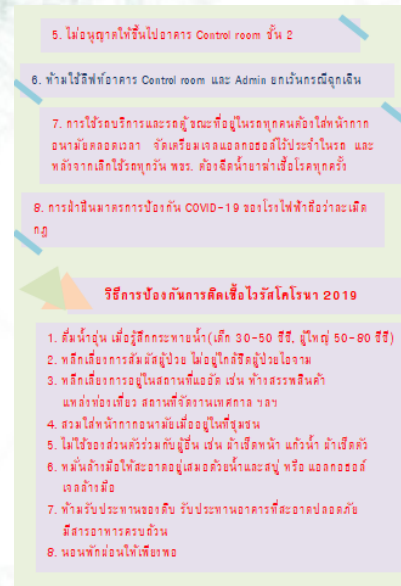 5. ไม่อนุญาตให้ขึ้นไปอาคาร Control room ชั้น 2
6. ห้ามใช้ลิฟท์อาคาร Control room และ Admin ยกเว้นกรณีฉุกเฉิน
7. การใช้รถบริการและรถตู้ ขณะที่อยู่ในรถทุกคนต้องใส่หน้ากาก
อนามัยตลอดเวลา จัดเตรียมเจลแอลกอฮอล์ไว้ประจำในรถ และ
หลังจากเลิกใช้รถทุกวัน พขร. ต้องฉีดน้ำยาฆ่าเชื้อโรคทุกครั้ง
8. การฝ่าฝืนมาตรการป้องกัน COVID-19 ของโรงไฟฟ้าถือว่าละเมิด
กฎ
วิธีการป้องกันการติดเชื้อไวรัสโคโรนา 2019
1. ดื่มน้ำอุ่น เมื่อรู้สึกกระหายน้ำ(เด็ก 30-50 ซีซี, ผู้ใหญ่ 50-80 ซีซี)
2. หลีกเลี่ยงการสัมผัสผู้ป่วย ไม่อยู่ใกล้ชิดผู้ป่วยไอจาม
3. หลีกเลี่ยงการอยู่ในสถานที่แออัด เช่น ห้างสรรพสินค้า
แหล่งท่องเที่ยว สถานที่จัดงานเทศกาล ฯลฯ
4. สวมใส่หน้ากากอนามัยเมื่ออยู่ในที่ชุมชน
5. ไม่ใช้ของส่วนตัวร่วมกับผู้อื่น เช่น ผ้าเช็ดหน้า แก้วน้ำ ผ้าเช็ดตัว
6. หมั่นล้างมือให้สะอาดอยู่เสมอด้วยน้ำและสบู่ หรือ แอลกอฮอล์
เจลล้างมือ
7. ห้ามรับประทานของดิบ รับประทานอาหารที่สะอาดปลอดภัย
มีสารอาหารครบถ้วน
8. นอนพักผ่อนให้เพียงพอ